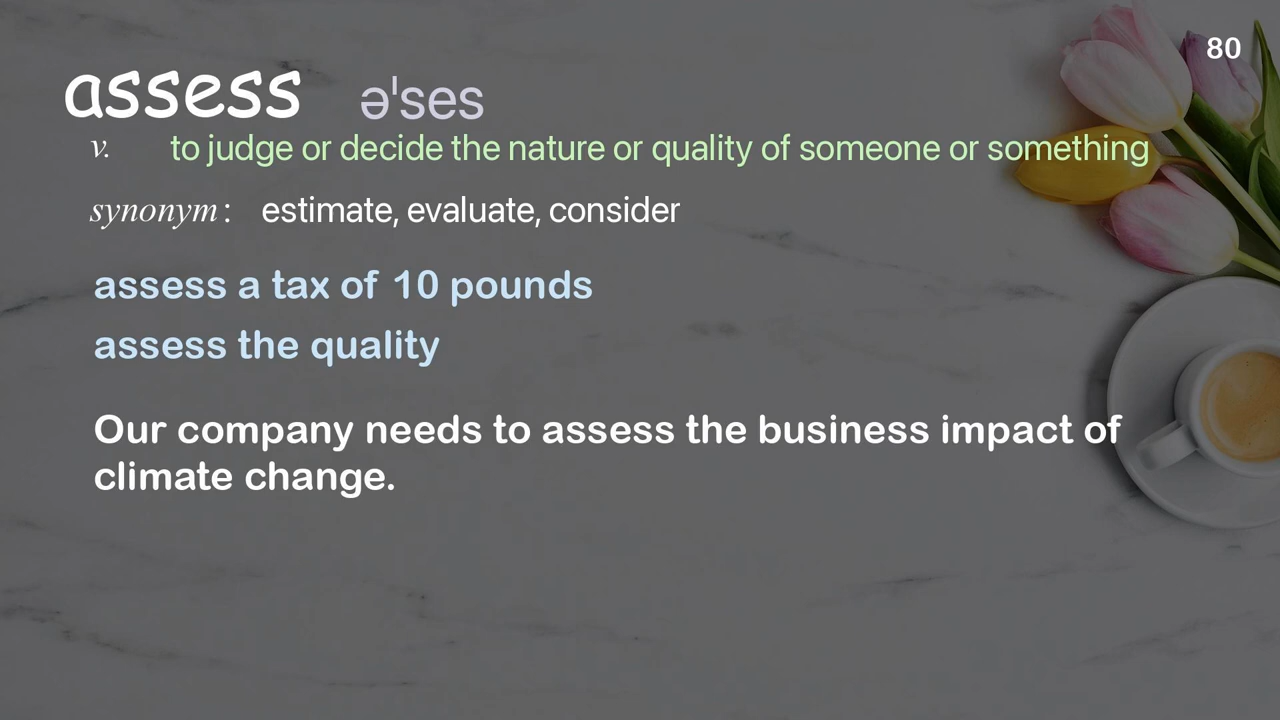 80
assess əˈses
v. to judge or decide the nature or quality of someone or something
synonym: estimate, evaluate, consider
assess a tax of 10 pounds
assess the quality
Our company needs to assess the business impact of
climate change.